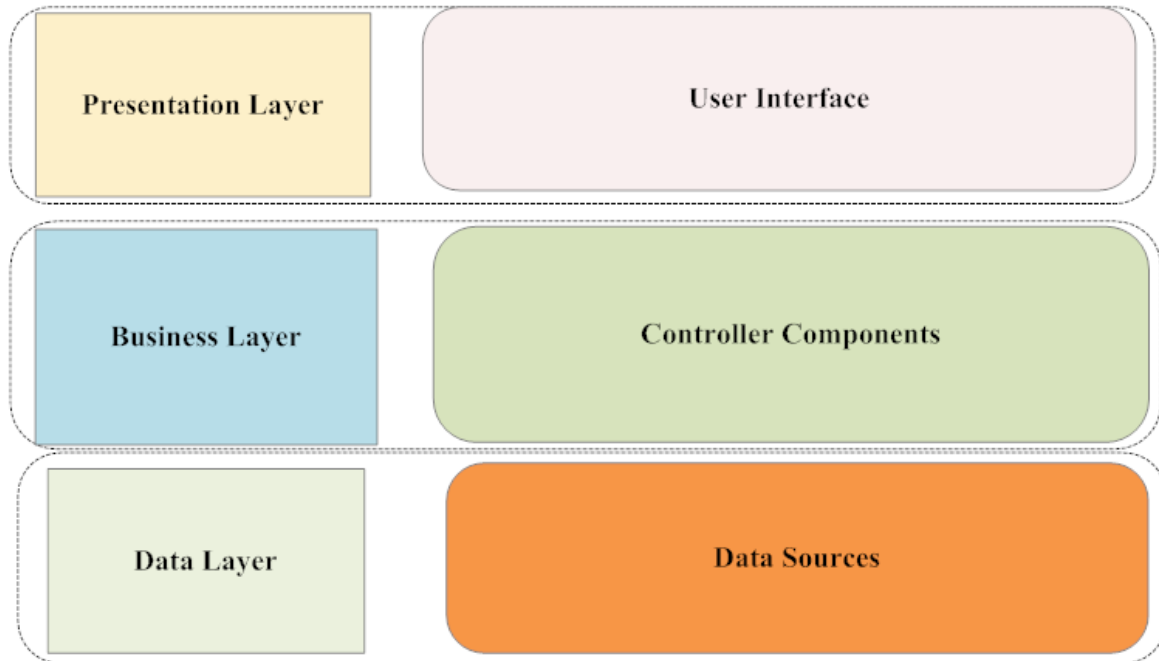 Presentation Layer
User Interface
Business Layer
Controller Components
Data Layer
Data Sources